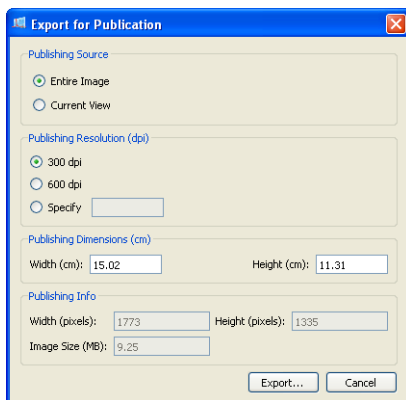 Export for Publication
Publishing Source
Entire Image
Current View
Publishing Resolution (dpi)
300 dpi
600 dpi
Specify
Publishing Dimensions (cm)
Width (cm): 15.02 Height (cm): 11.31
Publishing Info
Width (pixels): 1773 Height (pixels): 1335
Image Size (MB): 9.25
Export... Cancel